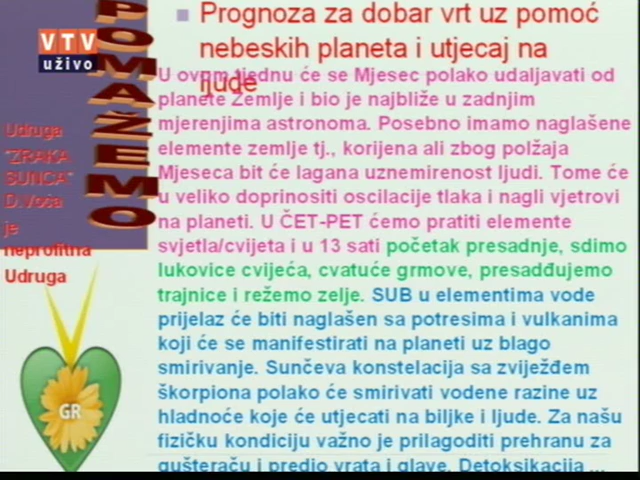 VTV
uživo
POMAŽEMO
Udruga
"ZRAKA
SUNCA"
D.Voša
je
neprofitna
Udruga
GR
Prognoza za dobar vrt uz pomoć
nebeskih planeta i utjecaj na
ljude
U ovom tjednu će se Mjesec polako udaljavati od
planete Zemlje i bio je najbliže u zadnjim
mjerenjima astronoma. Posebno imamo naglašene
elemente zemlje tj., korijena ali zbog polžaja
Mjeseca bit će lagana uznemirenost ljudi. Tome će
u veliko doprinositi oscilacije tlaka i nagli vjetrovi
na planeti. U ČET-PET ćemo pratiti elemente
svjetla/cvijeta i u 13 sati početak presadnje, sdimo
lukovice cvijeća, cvatuće grmove, presadđujemo
trajnice i režemo zelje. SUB u elementima vode
prijelaz će biti naglašen sa potresima i vulkanima
koji će se manifestirati na planeti uz blago
smirivanje. Sunčeva konstelacija sa zviježđem
škorpiona polako će smirivati vodene razine uz
hladnoće koje će utjecati na biljke i ljude. Za našu
fizičku kondiciju važno je prilagoditi prehranu za
gušteraču i predio vrata i glave. Detoksikacija ...